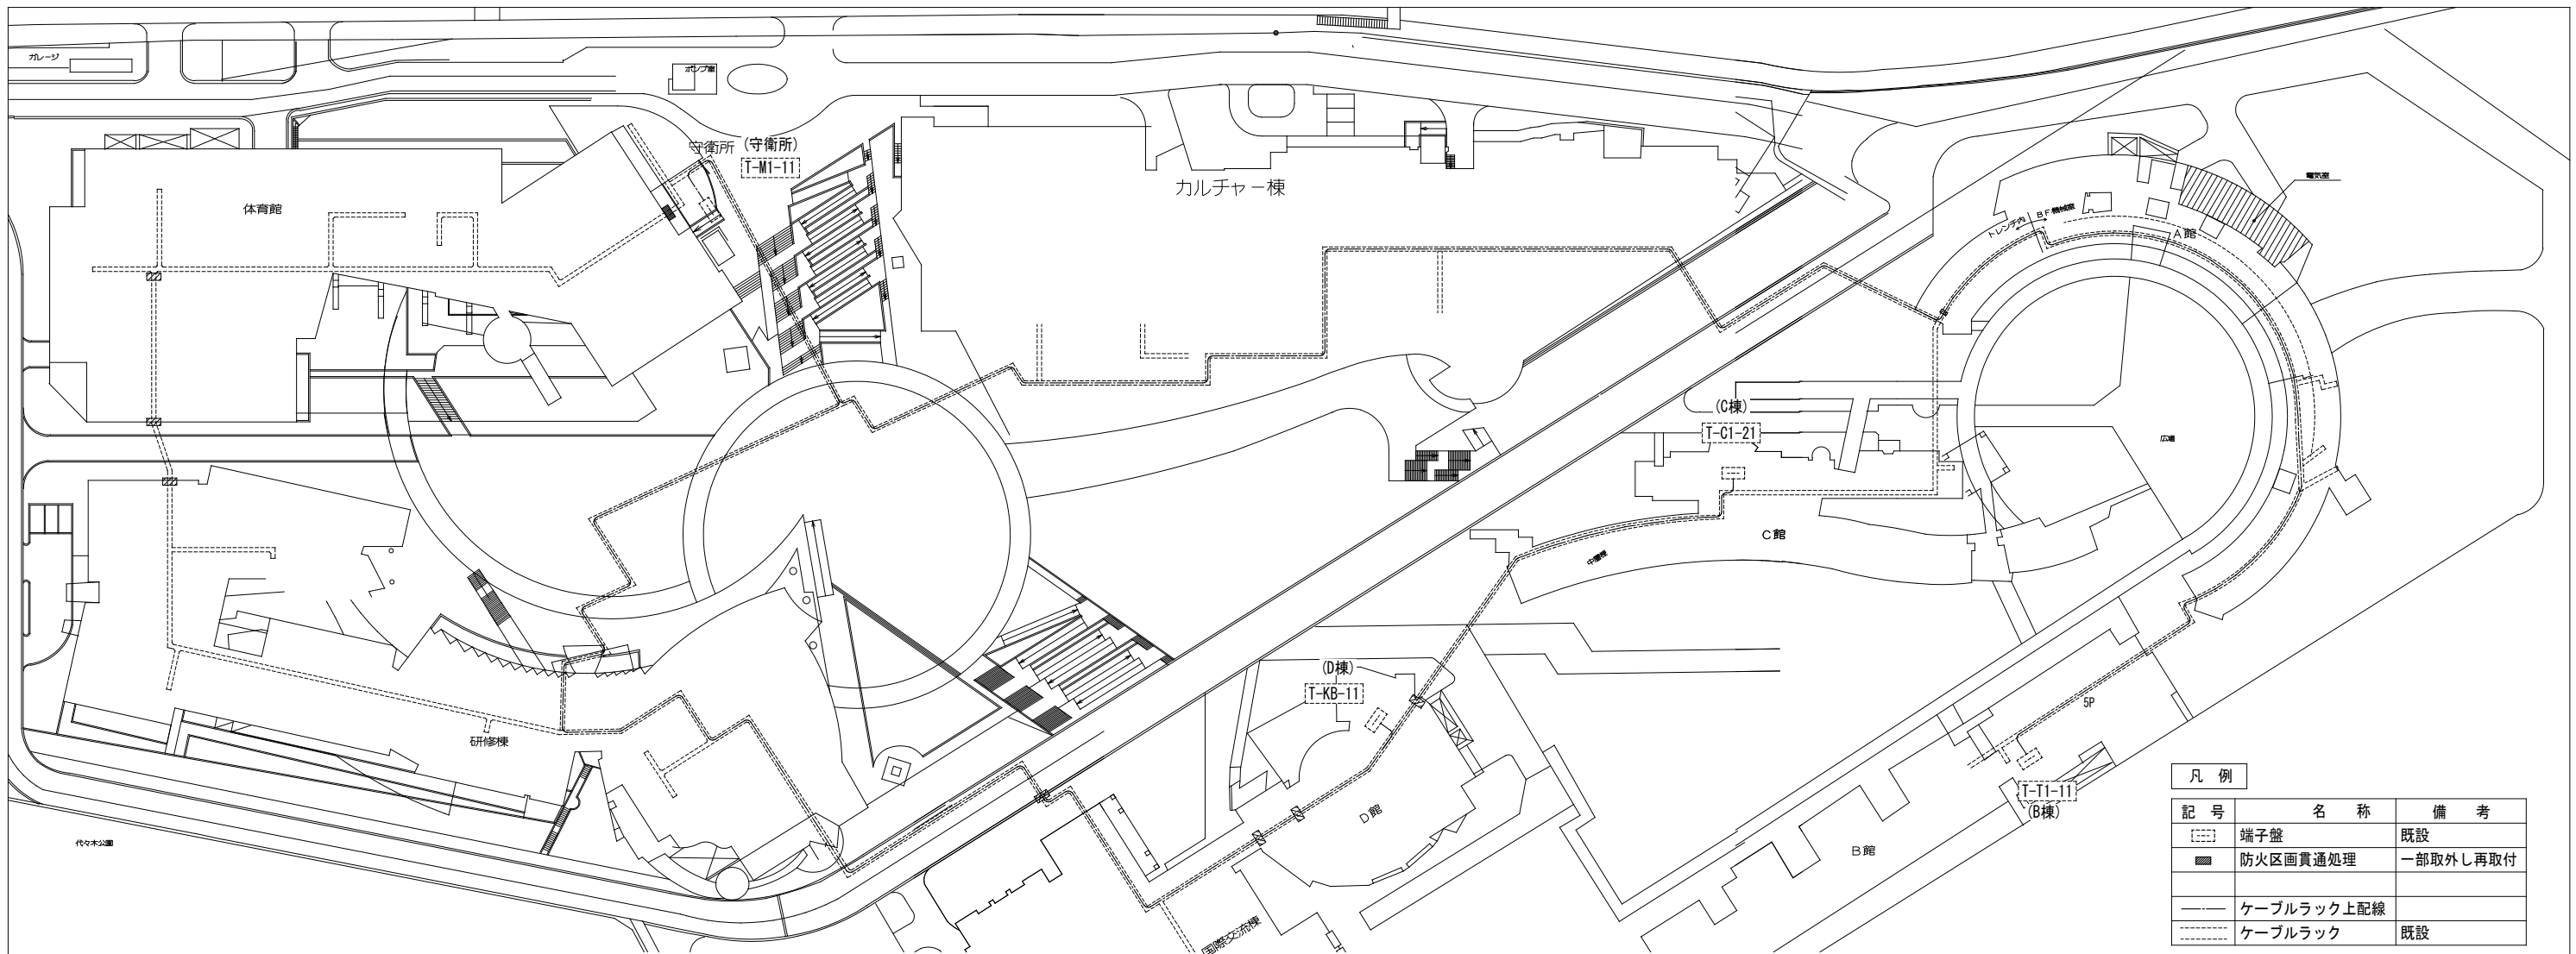 ガレージ
ポンプ室
守衛所
(守衛所)
T-M1-11
体育館
カルチャー棟
電気室
トレンチ内
BF機械室
A館
(C棟)
T-C1-21
広場
C館
中層棟
(D棟)
T-KB-11
D館
研修棟
5P
T-T1-11
(B棟)
B館
代々木公園
国際交流棟
凡 例
記 号 名 称 備 考
端子盤 既設
防火区画貫通処理 一部取外し再取付
ケーブルラック上配線
ケーブルラック 既設